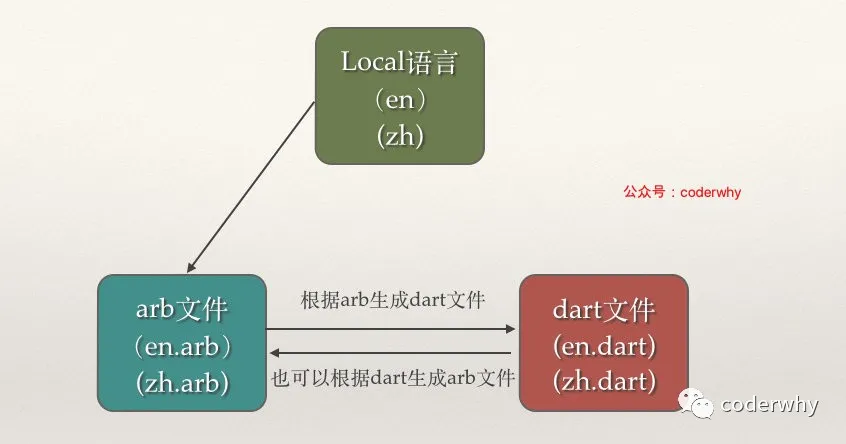 Local语言
（en）
(zh)
公众号：coderwhy
arb文件
（en.arb）
(zh.arb)
根据arb生成dart文件
也可以根据dart生成arb文件
dart文件
(en.dart)
(zh.dart)
coderwhy